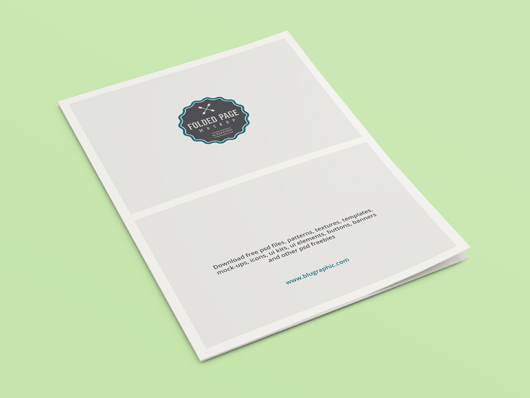 FOLDED PAGE
MOCKUP
Download free psd files, patterns, textures, templates,
mock-ups, icons, ui kits, ui elements, buttons, banners
and other psd freebies
www.blugraphic.com